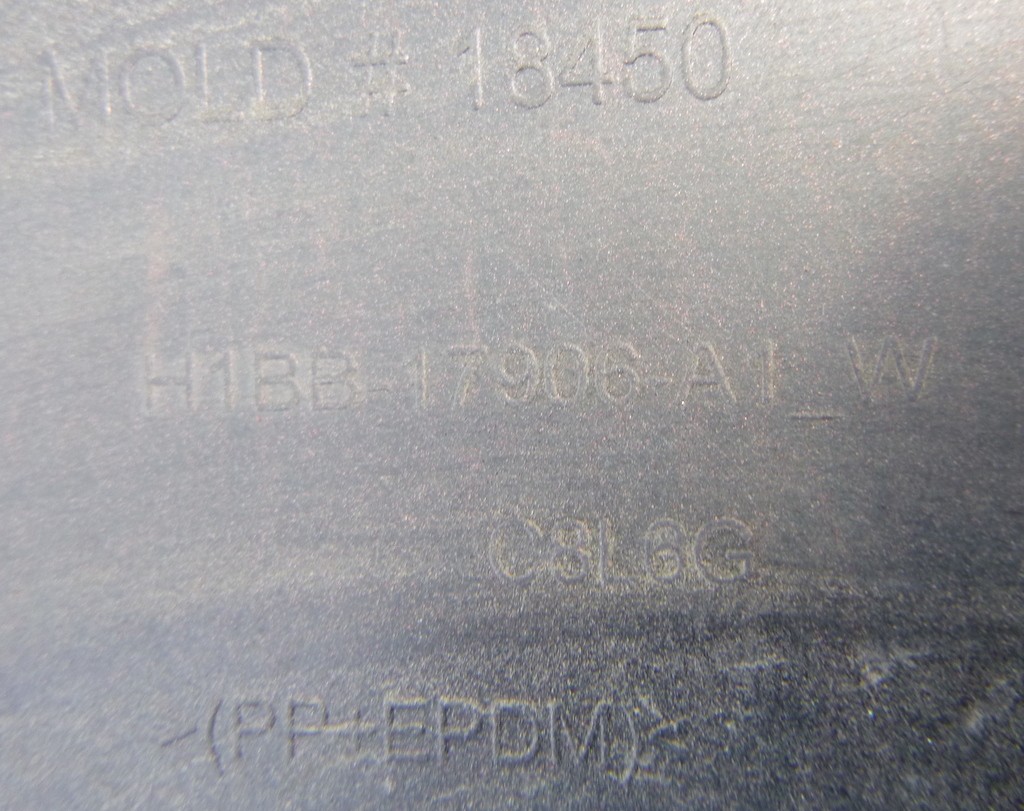 MOLD # 18450
H1BB-17906-A1_W
C3L6G
>(PP+EPDM)<